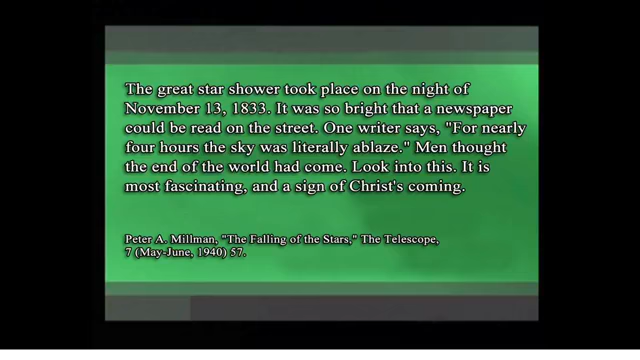 The great star shower took place on the night of
November 13, 1833. It was so bright that a newspaper
could be read on the street. One writer says, "For nearly
four hours the sky was literally ablaze." Men thought
the end of the world had come. Look into this. It is
most fascinating, and a sign of Christ's coming.
Peter A. Millman, "The Falling of the Stars," The Telescope,
7 (May-June, 1940) 57.